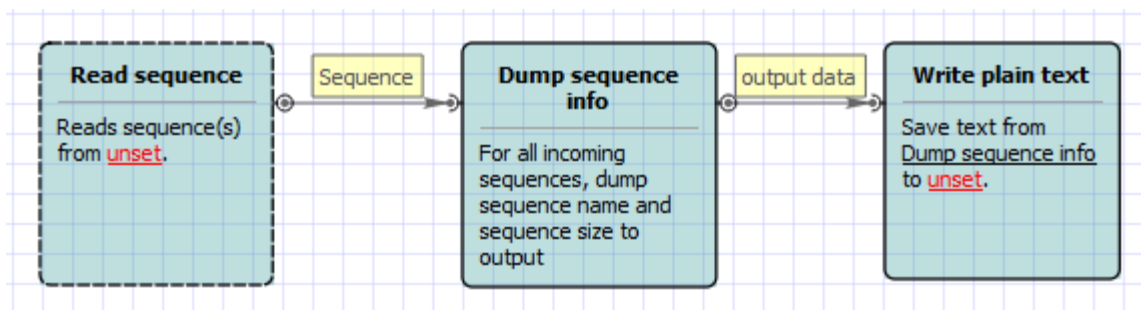 Read sequence
Reads sequence(s)
from unset.
Sequence
Dump sequence
info
For all incoming
sequences, dump
sequence name and
sequence size to
output
output data
Write plain text
Save text from
Dump sequence info
to unset.